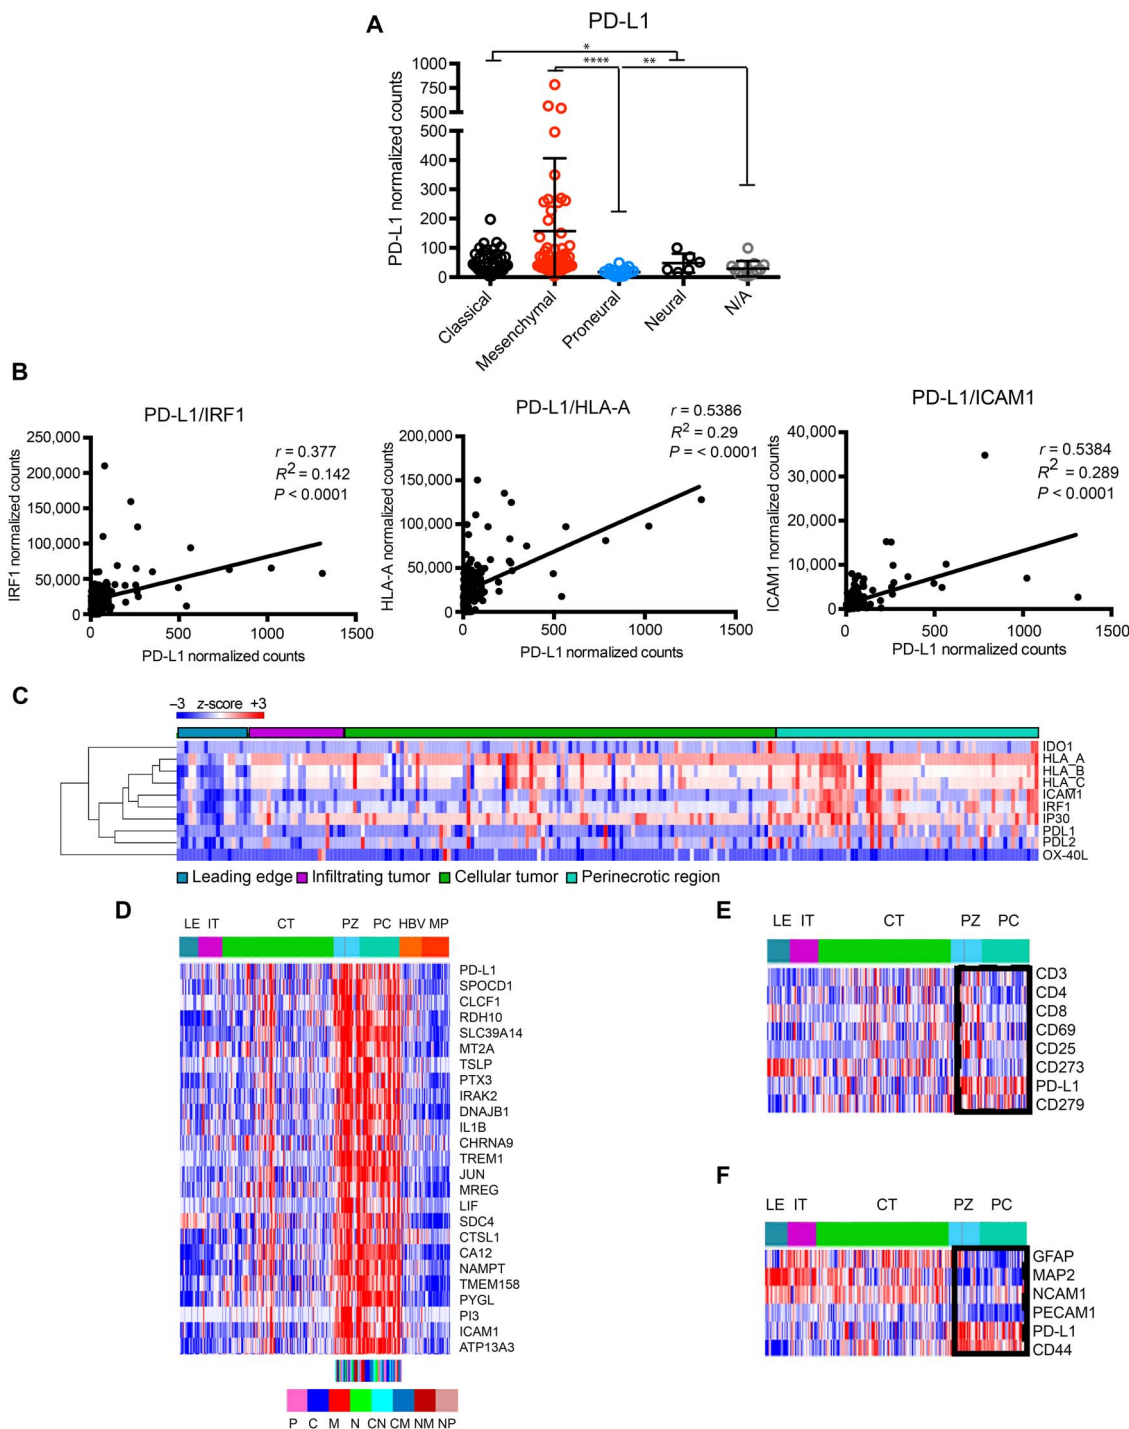 A
PD-L1
PD-L1 normalized counts
1000
750
500
500
400
300
200
100
0
*
****
**
Classical
Mesenchymal
Proneural
Neural
N/A
B
PD-L1/IRF1
r = 0.377
R2 = 0.142
P < 0.0001
IRF1 normalized counts
250,000
200,000
150,000
100,000
50,000
0
0 500 1000 1500
PD-L1 normalized counts
PD-L1/HLA-A
r = 0.5386
R2 = 0.29
P = < 0.0001
HLA-A normalized counts
200,000
150,000
100,000
50,000
0
0 500 1000 1500
PD-L1 normalized counts
PD-L1/ICAM1
r = 0.5384
R2 = 0.289
P < 0.0001
ICAM1 normalized counts
40,000
30,000
20,000
10,000
0
0 500 1000 1500
PD-L1 normalized counts
C
–3 z-score +3
IDO1
HLA_A
HLA_B
HLA_C
ICAM1
IRF1
IP30
PDL1
PDL2
OX-40L
Leading edge Infiltrating tumor Cellular tumor Perinecrotic region
D
LE IT CT PZ PC HBV MP
PD-L1
SPOCD1
CLCF1
RDH10
SLC39A14
MT2A
TSLP
PTX3
IRAK2
DNAJB1
IL1B
CHRNA9
TREM1
JUN
MREG
LIF
SDC4
CTSL1
CA12
NAMPT
TMEM158
PYGL
PI3
ICAM1
ATP13A3
P C M N CN CM NM NP
E
LE IT CT PZ PC
CD3
CD4
CD8
CD69
CD25
CD273
PD-L1
CD279
F
LE IT CT PZ PC
GFAP
MAP2
NCAM1
PECAM1
PD-L1
CD44